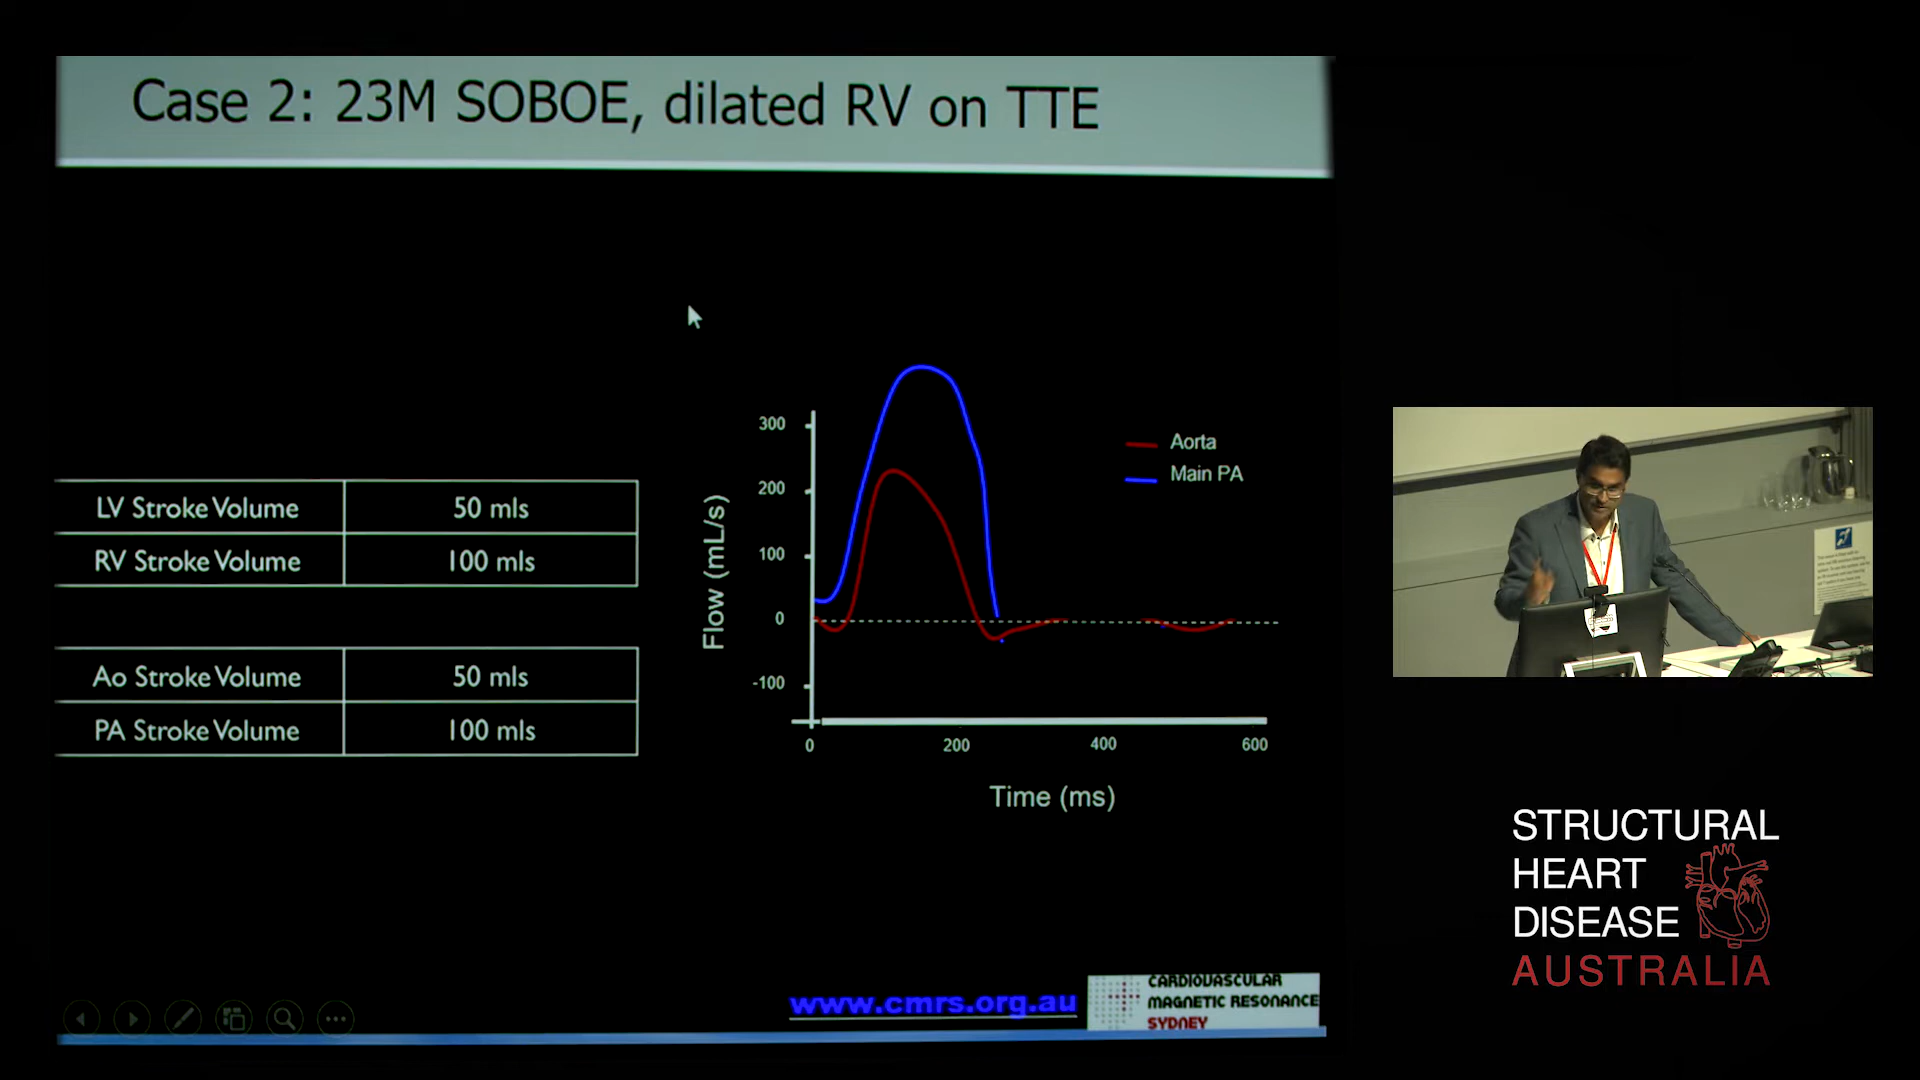 Case 2: 23M SOBOE, dilated RV on TTE
LV Stroke Volume 50 mls
RV Stroke Volume 100 mls
Ao Stroke Volume 50 mls
PA Stroke Volume 100 mls
Flow (mL/s)
300
200
100
0
-100
Aorta
Main PA
0 200 400 600
Time (ms)
www.cmrs.org.au
CARDIOVASCULAR
MAGNETIC RESONANCE
SYDNEY
STRUCTURAL
HEART
DISEASE
AUSTRALIA